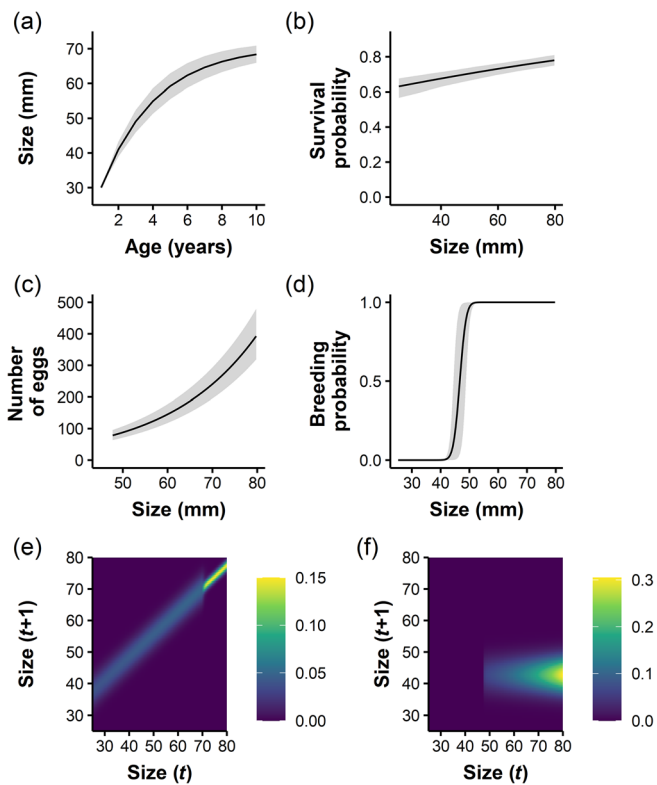 (a)
70
60
50
40
30
Size (mm)
2 4 6 8 10
Age (years)
(b)
0.8
0.6
0.4
0.2
0.0
Survival
probability
40 60 80
Size (mm)
(c)
500
400
300
200
100
0
Number
of eggs
50 60 70 80
Size (mm)
(d)
1.0
0.5
0.0
Breeding
probability
30 40 50 60 70 80
Size (mm)
(e)
80
70
60
50
40
30
Size (t+1)
30 40 50 60 70 80
Size (t)
0.15
0.10
0.05
0.00
(f)
80
70
60
50
40
30
Size (t+1)
30 40 50 60 70 80
Size (t)
0.3
0.2
0.1
0.0